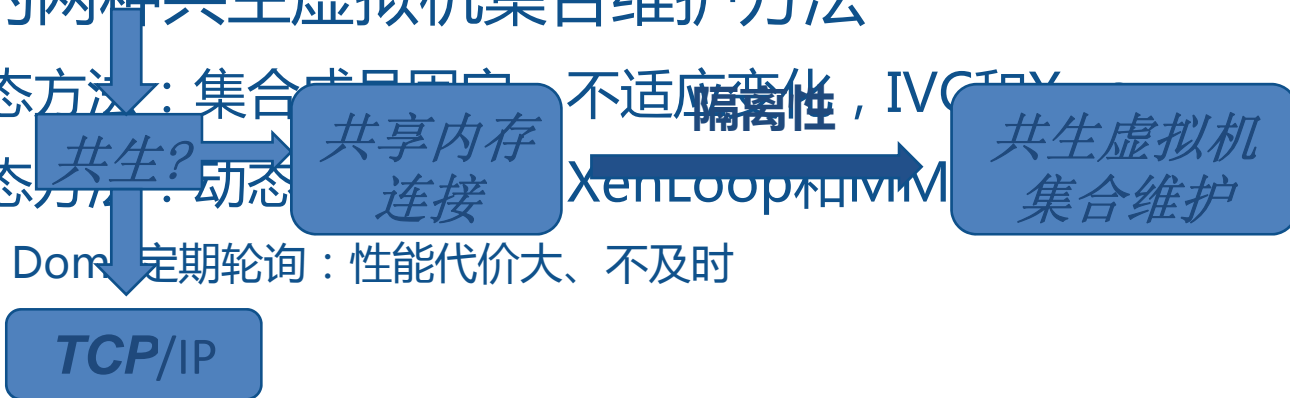 的两种共生虚拟机集合维护方法
态方法：集合成员固定，不适应变化，IVC和X
隔离性
共享内存
连接
共生虚拟机
集合维护
共生?
态方法：动态 XenLoop和MM
Dom 定期轮询：性能代价大、不及时
TCP/IP